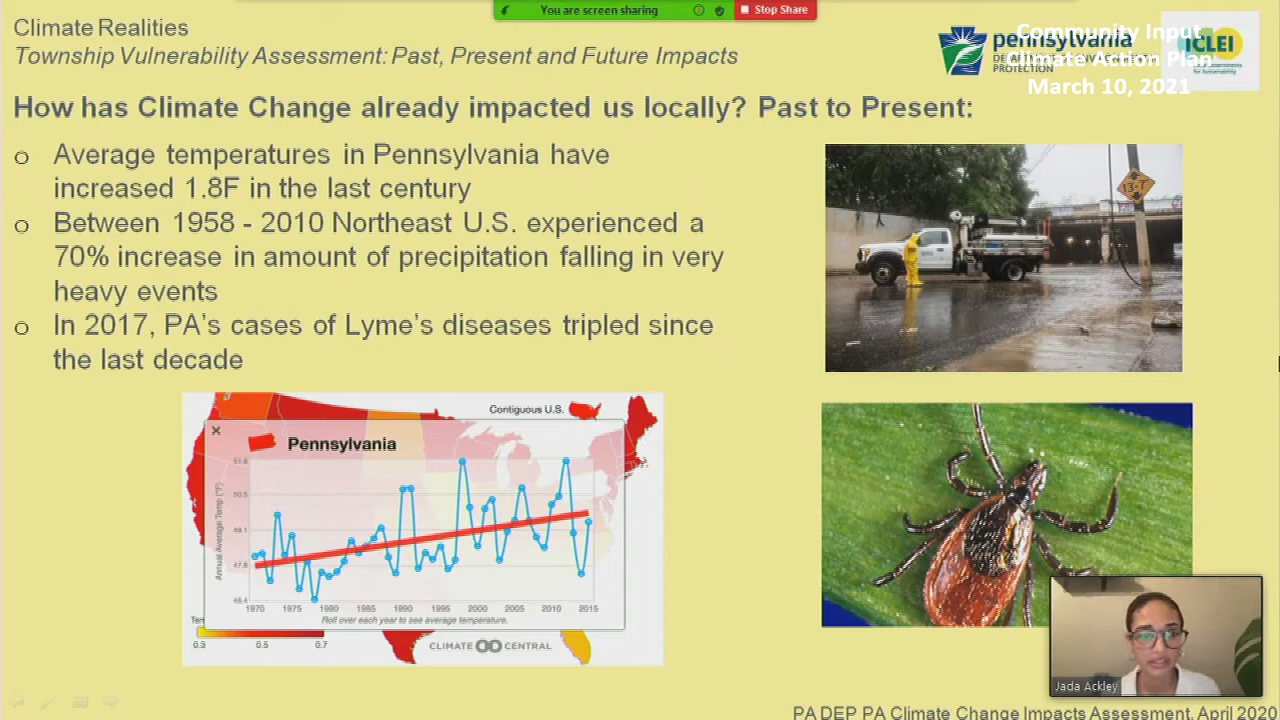 You are screen sharing
Stop Share
Climate Realities
Township Vulnerability Assessment: Past, Present and Future Impacts
pennsylvania
PROTECTION
ICLEI
for Sustainability
Community Input
Climate Action Plan
March 10, 2021
How has Climate Change already impacted us locally? Past to Present:
o Average temperatures in Pennsylvania have
increased 1.8F in the last century
o Between 1958 - 2010 Northeast U.S. experienced a
70% increase in amount of precipitation falling in very
heavy events
o In 2017, PA's cases of Lyme's diseases tripled since
the last decade
13'-7"
Contiguous U.S.
Pennsylvania
Annual Average Temp (°F)
51.8
50.5
49.1
47.8
46.4
1970 1975 1980 1985 1990 1995 2000 2005 2010 2015
Roll over each year to see average temperature.
0.3 0.5 0.7
CLIMATE CENTRAL
Jada Ackley
PA DEP PA Climate Change Impacts Assessment, April 2020